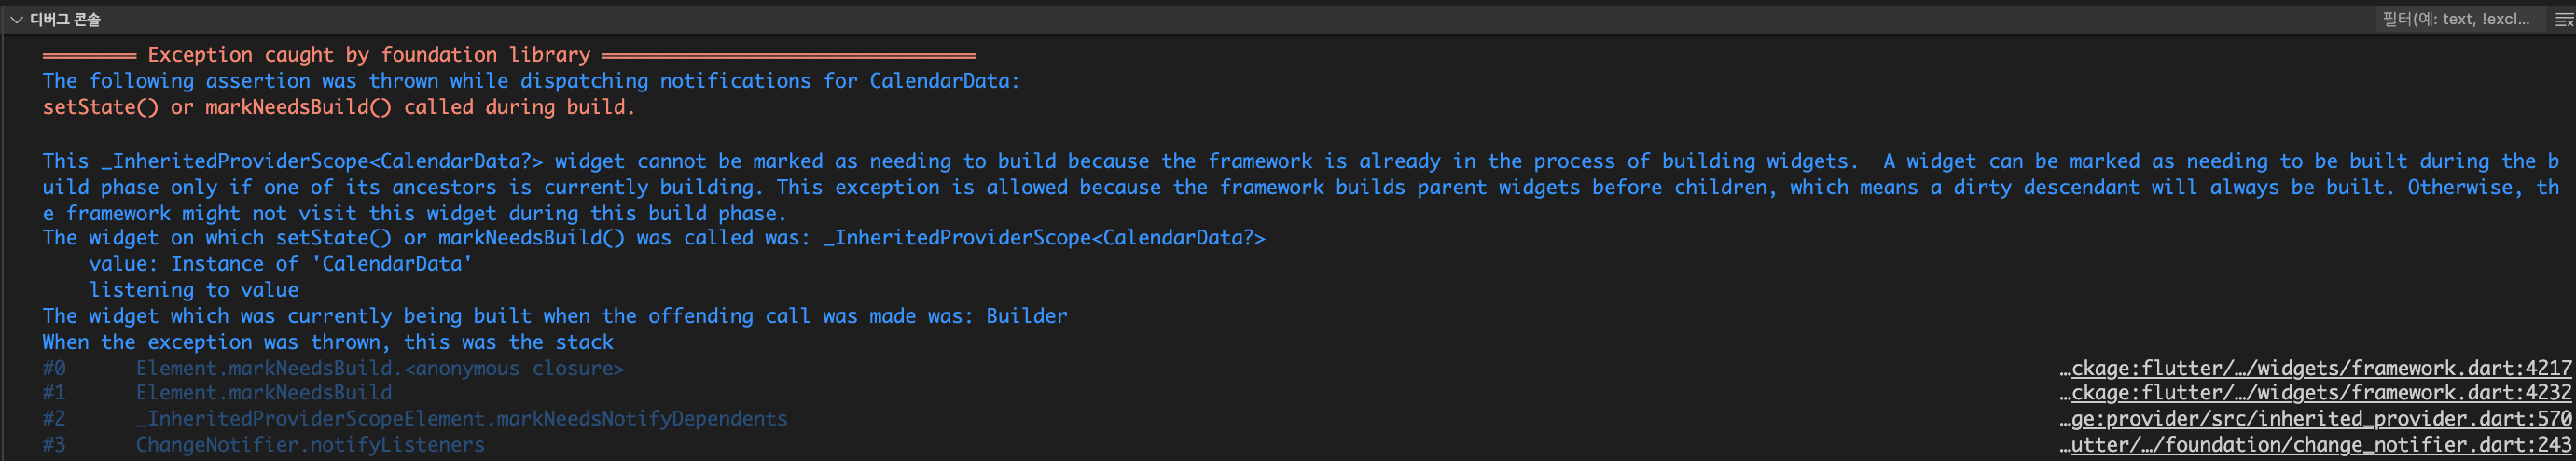 디버그 콘솔
필터(예: text, !excl...
════════ Exception caught by foundation library ════════════════════════════════
The following assertion was thrown while dispatching notifications for CalendarData:
setState() or markNeedsBuild() called during build.
This _InheritedProviderScope<CalendarData?> widget cannot be marked as needing to build because the framework is already in the process of building widgets.  A widget can be marked as needing to be built during the b
uild phase only if one of its ancestors is currently building. This exception is allowed because the framework builds parent widgets before children, which means a dirty descendant will always be built. Otherwise, th
e framework might not visit this widget during this build phase.
The widget on which setState() or markNeedsBuild() was called was: _InheritedProviderScope<CalendarData?>
value: Instance of 'CalendarData'
listening to value
The widget which was currently being built when the offending call was made was: Builder
When the exception was thrown, this was the stack
#0      Element.markNeedsBuild.<anonymous closure> …ckage:flutter/…/widgets/framework.dart:4217
#1      Element.markNeedsBuild …ckage:flutter/…/widgets/framework.dart:4232
#2      _InheritedProviderScopeElement.markNeedsNotifyDependents …ge:provider/src/inherited_provider.dart:570
#3      ChangeNotifier.notifyListeners …utter/…/foundation/change_notifier.dart:243